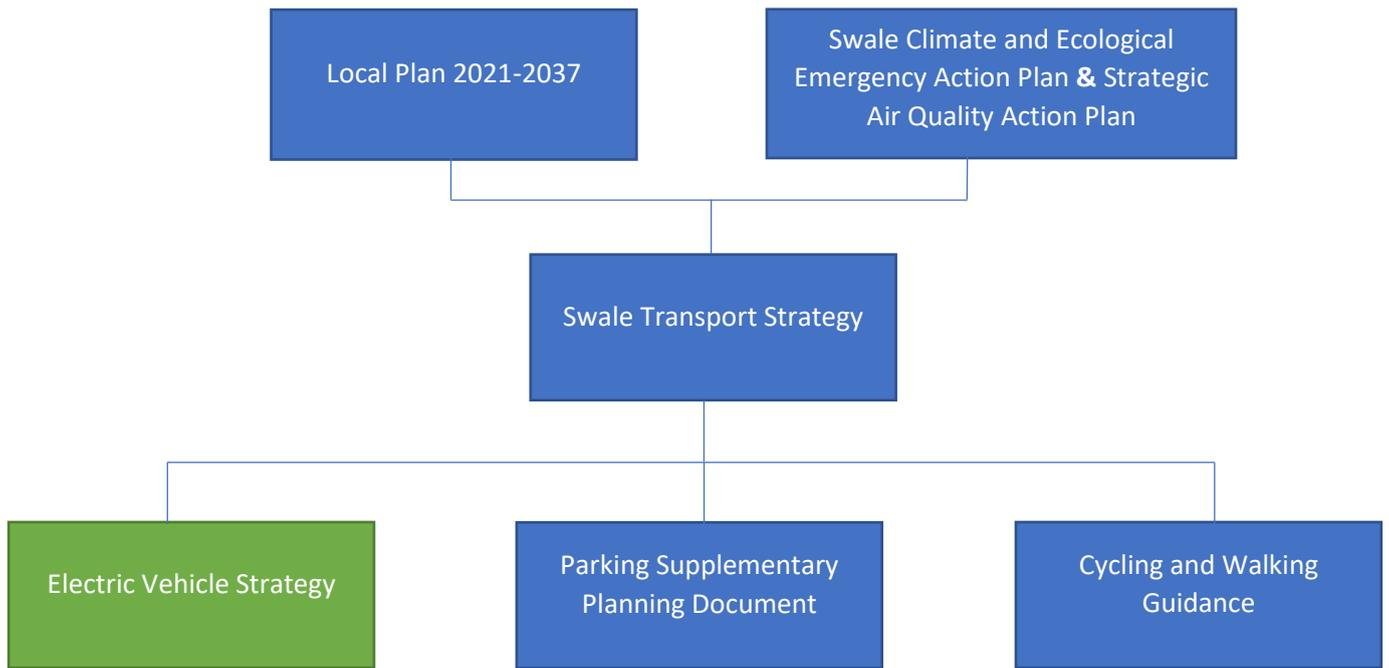 Local Plan 2021-2037
Swale Climate and Ecological
Emergency Action Plan & Strategic
Air Quality Action Plan
Swale Transport Strategy
Electric Vehicle Strategy
Parking Supplementary
Planning Document
Cycling and Walking
Guidance